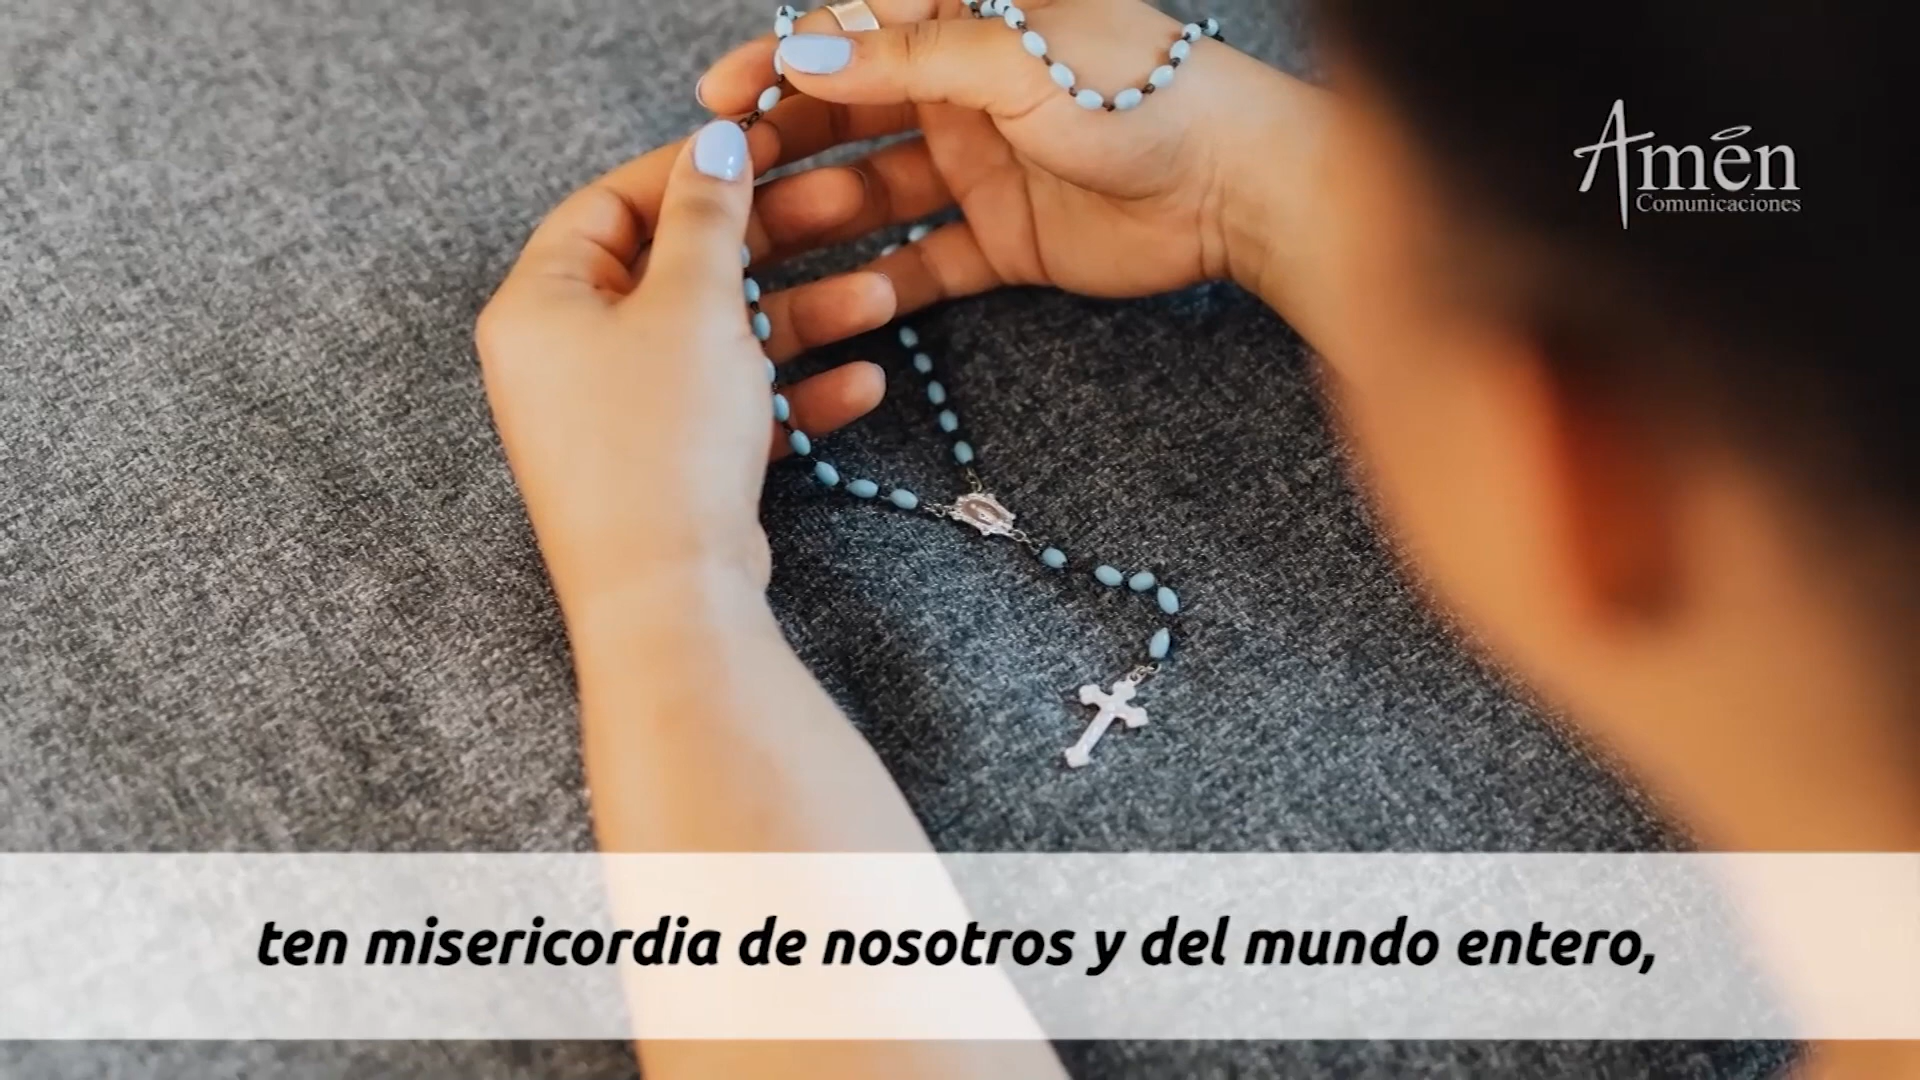 Amén
Comunicaciones
ten misericordia de nosotros y del mundo entero,